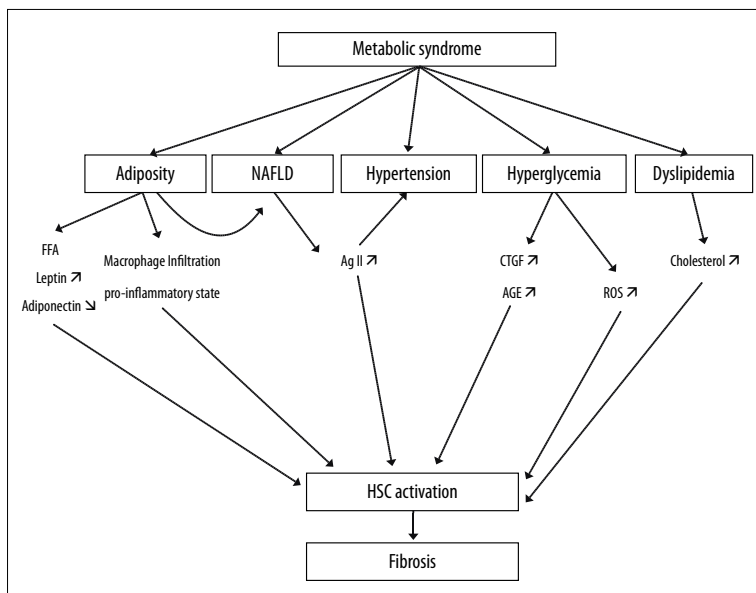 Metabolic syndrome
Adiposity
NAFLD
Hypertension
Hyperglycemia
Dyslipidemia
FFA
Leptin ↗
Adiponectin ↘
Macrophage Infiltration
pro-inflammatory state
Ag II ↗
CTGF ↗
AGE ↗
ROS ↗
Cholesterol ↗
HSC activation
Fibrosis